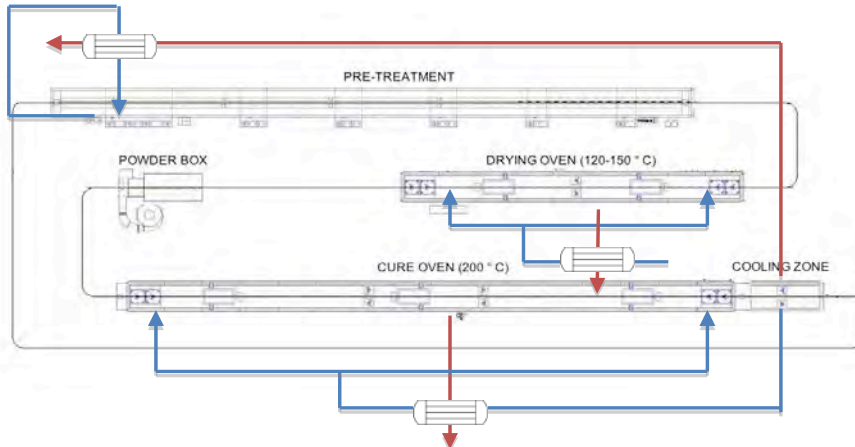 PRE-TREATMENT
POWDER BOX
DRYING OVEN (120-150 ° C)
CURE OVEN (200 ° C)
COOLING ZONE